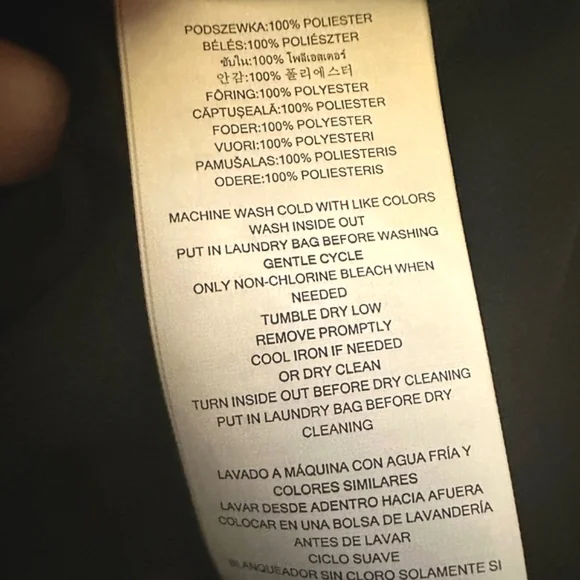 PODSZEWKA:100% POLIESTER
BÉLÉS:100% POLIÉSZTER
ซับใน:100% โพลีเอสเตอร์
안감:100% 폴리에스터
FÔRING:100% POLYESTER
CĂPTUŞEALĂ:100% POLIESTER
FODER:100% POLYESTER
VUORI:100% POLYESTERI
PAMUŠALAS:100% POLIESTERIS
ODERE:100% POLIESTERIS
MACHINE WASH COLD WITH LIKE COLORS
WASH INSIDE OUT
PUT IN LAUNDRY BAG BEFORE WASHING
GENTLE CYCLE
ONLY NON-CHLORINE BLEACH WHEN
NEEDED
TUMBLE DRY LOW
REMOVE PROMPTLY
COOL IRON IF NEEDED
OR DRY CLEAN
TURN INSIDE OUT BEFORE DRY CLEANING
PUT IN LAUNDRY BAG BEFORE DRY
CLEANING
LAVADO A MÁQUINA CON AGUA FRÍA Y
COLORES SIMILARES
LAVAR DESDE ADENTRO HACIA AFUERA
COLOCAR EN UNA BOLSA DE LAVANDERÍA
ANTES DE LAVAR
CICLO SUAVE
BLANQUEADOR SIN CLORO SOLAMENTE SI